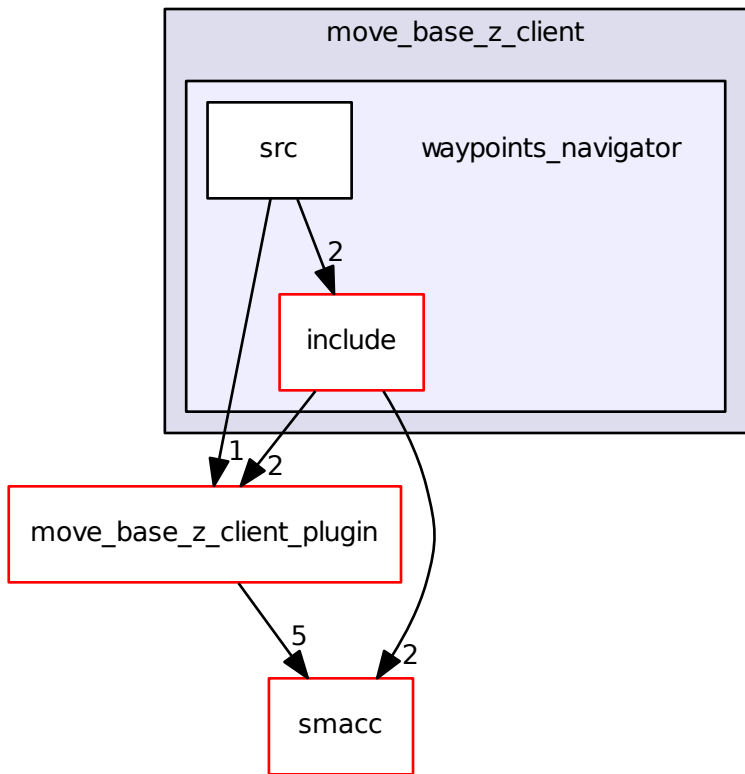 move_base_z_client
src
waypoints_navigator
2
include
1
2
move_base_z_client_plugin
5
2
smacc